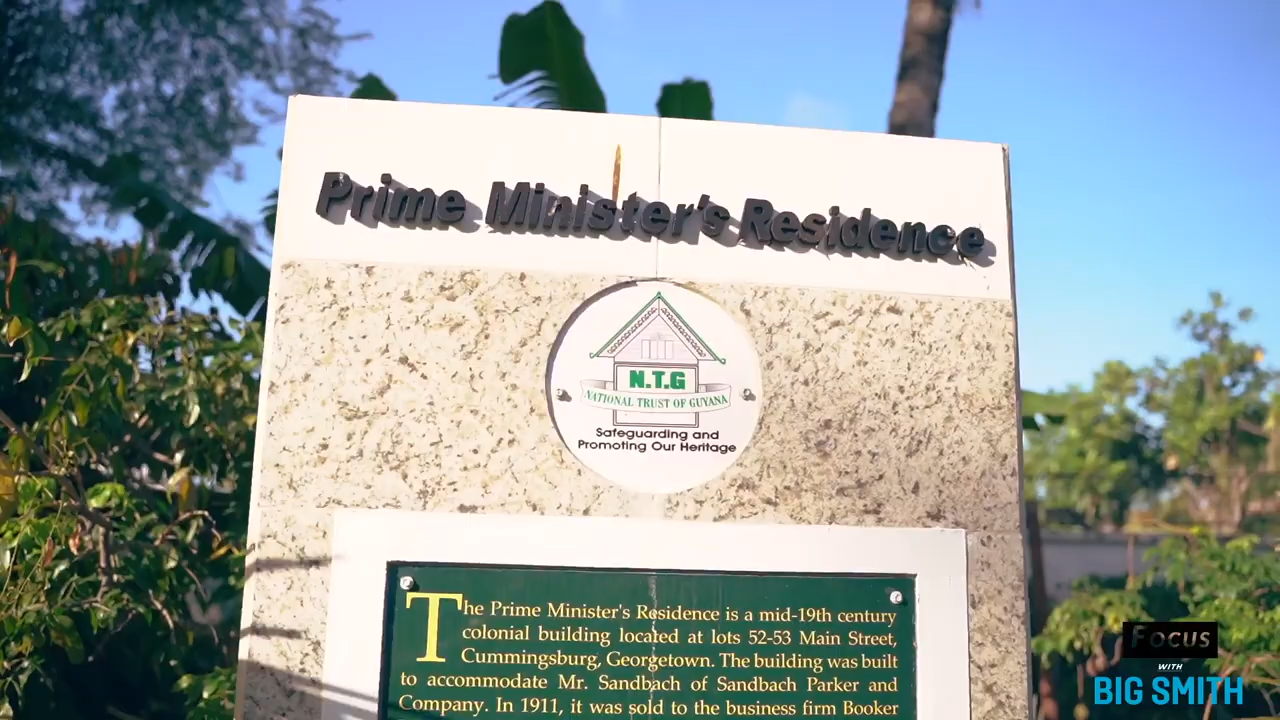 Prime Minister's Residence
N.T.G
NATIONAL TRUST OF GUYANA
Safeguarding and
Promoting Our Heritage
The Prime Minister's Residence is a mid-19th century
colonial building located at lots 52-53 Main Street,
Cummingsburg, Georgetown. The building was built
to accommodate Mr. Sandbach of Sandbach Parker and
Company. In 1911, it was sold to the business firm Booker
Focus
WITH
BIG SMITH